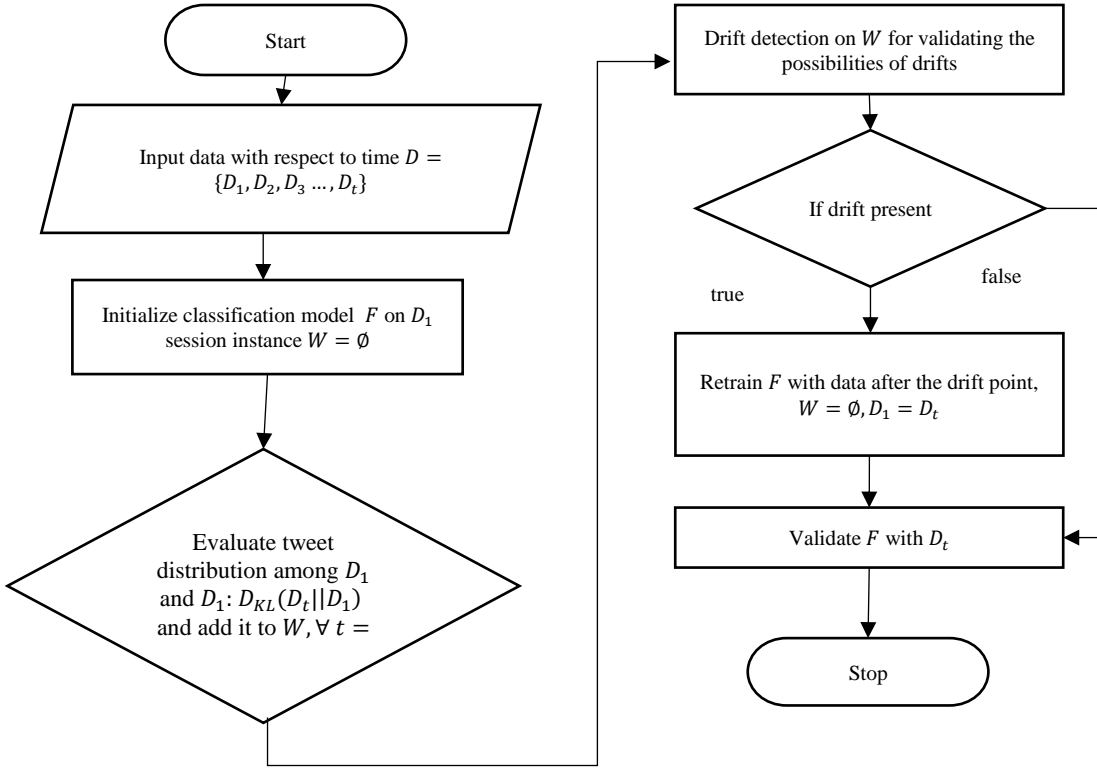 Start
Input data with respect to time 𝐷 =
{𝐷₁, 𝐷₂, 𝐷₃ …, 𝐷ₜ}
Initialize classification model 𝐹 on 𝐷₁
session instance 𝑊 = ∅
Evaluate tweet
distribution among 𝐷₁
and 𝐷₁: 𝐷_𝐾𝐿(𝐷ₜ||𝐷₁)
and add it to 𝑊, ∀ 𝑡 =
Drift detection on 𝑊 for validating the
possibilities of drifts
If drift present
true
false
Retrain 𝐹 with data after the drift point,
𝑊 = ∅, 𝐷₁ = 𝐷ₜ
Validate 𝐹 with 𝐷ₜ
Stop